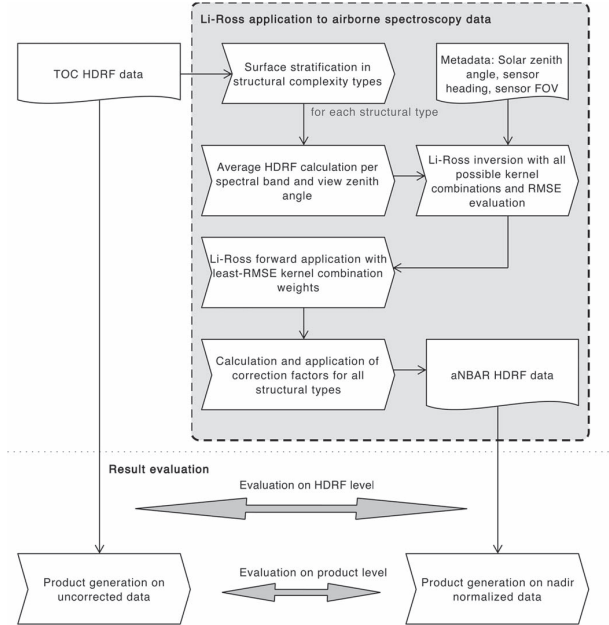 Li-Ross application to airborne spectroscopy data
TOC HDRF data
Surface stratification in
structural complexity types
Metadata: Solar zenith
angle, sensor
heading, sensor FOV
for each structural type
Average HDRF calculation per
spectral band and view zenith
angle
Li-Ross inversion with all
possible kernel
combinations and RMSE
evaluation
Li-Ross forward application with
least-RMSE kernel combination
weights
Calculation and application of
correction factors for all
structural types
aNBAR HDRF data
Result evaluation
Evaluation on HDRF level
Product generation on
uncorrected data
Evaluation on product level
Product generation on nadir
normalized data